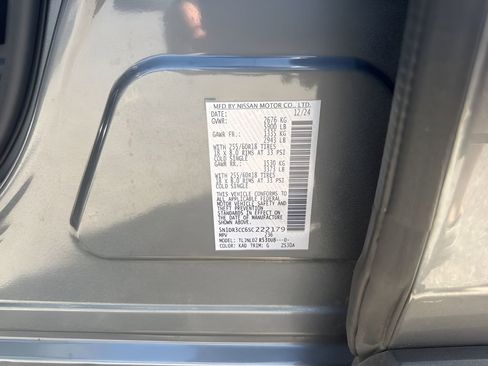 MFD BY NISSAN MOTOR CO., LTD.
DATE: 12/24
GVWR: 2676 KG
5900 LB
GAWR FR: 1335 KG
2943 LB
WITH 255/60R18 TIRES
18 X 8.0 RIMS AT 33 PSI
COLD SINGLE
GAWR RR: 1530 KG
3373 LB
WITH 255/60R18 TIRES
18 X 8.0 RIMS AT 33 PSI
COLD SINGLE
THIS VEHICLE CONFORMS TO
ALL APPLICABLE FEDERAL
MOTOR VEHICLE SAFETY AND
THEFT PREVENTION
STANDARDS IN EFFECT ON
THE DATE OF MANUFACTURE
SHOWN ABOVE.
5N1DR3CC6SC222179
MPV
COLOR: KAD TRIM: G